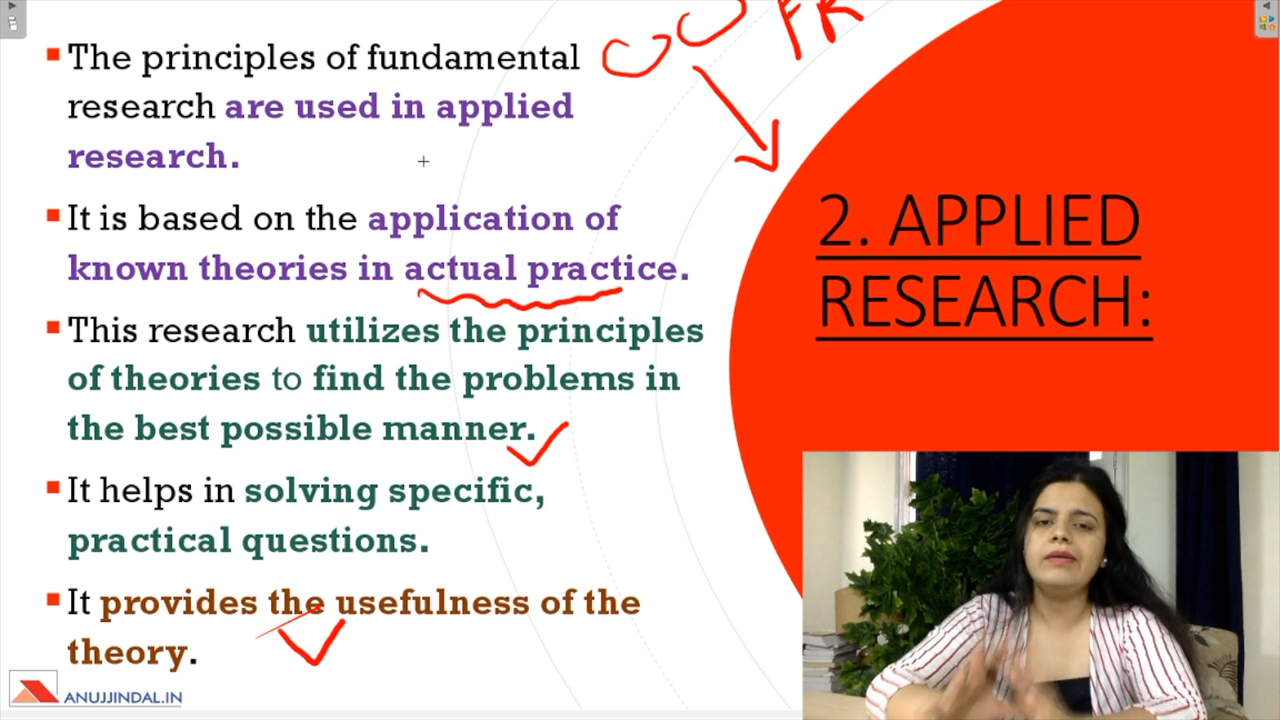 The principles of fundamental
research are used in applied
research.
It is based on the application of
known theories in actual practice.
This research utilizes the principles
of theories to find the problems in
the best possible manner.
It helps in solving specific,
practical questions.
It provides the usefulness of the
theory.
FR
2. APPLIED
RESEARCH:
ANUJJINDAL.IN